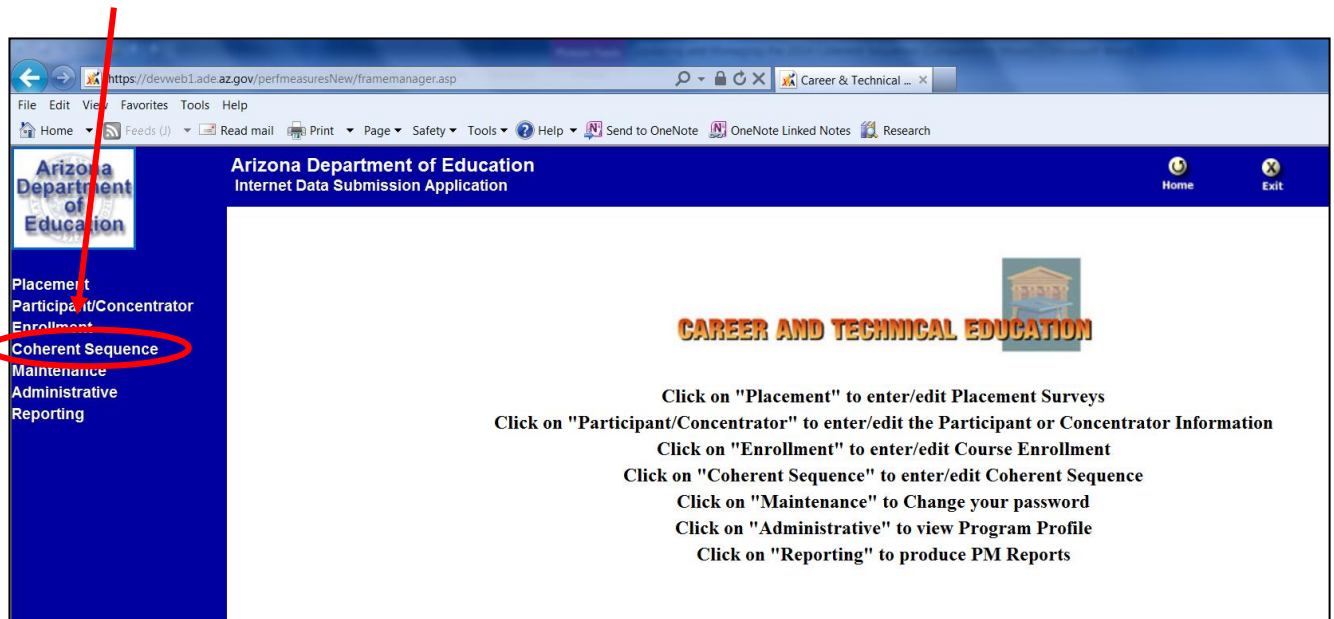 https://devweb1.ade.az.gov/perfmeasuresNew/framemanager.asp
Career & Technical ...
File Edit View Favorites Tools Help
Home Feeds (J) Read mail Print Page Safety Tools Help Send to OneNote OneNote Linked Notes Research
Arizona
Department
of
Education
Arizona Department of Education
Internet Data Submission Application
Home
Exit
Placement
Participant/Concentrator
Enrollment
Coherent Sequence
Maintenance
Administrative
Reporting
CAREER AND TECHNICAL EDUCATION
Click on "Placement" to enter/edit Placement Surveys
Click on "Participant/Concentrator" to enter/edit the Participant or Concentrator Information
Click on "Enrollment" to enter/edit Course Enrollment
Click on "Coherent Sequence" to enter/edit Coherent Sequence
Click on "Maintenance" to Change your password
Click on "Administrative" to view Program Profile
Click on "Reporting" to produce PM Reports